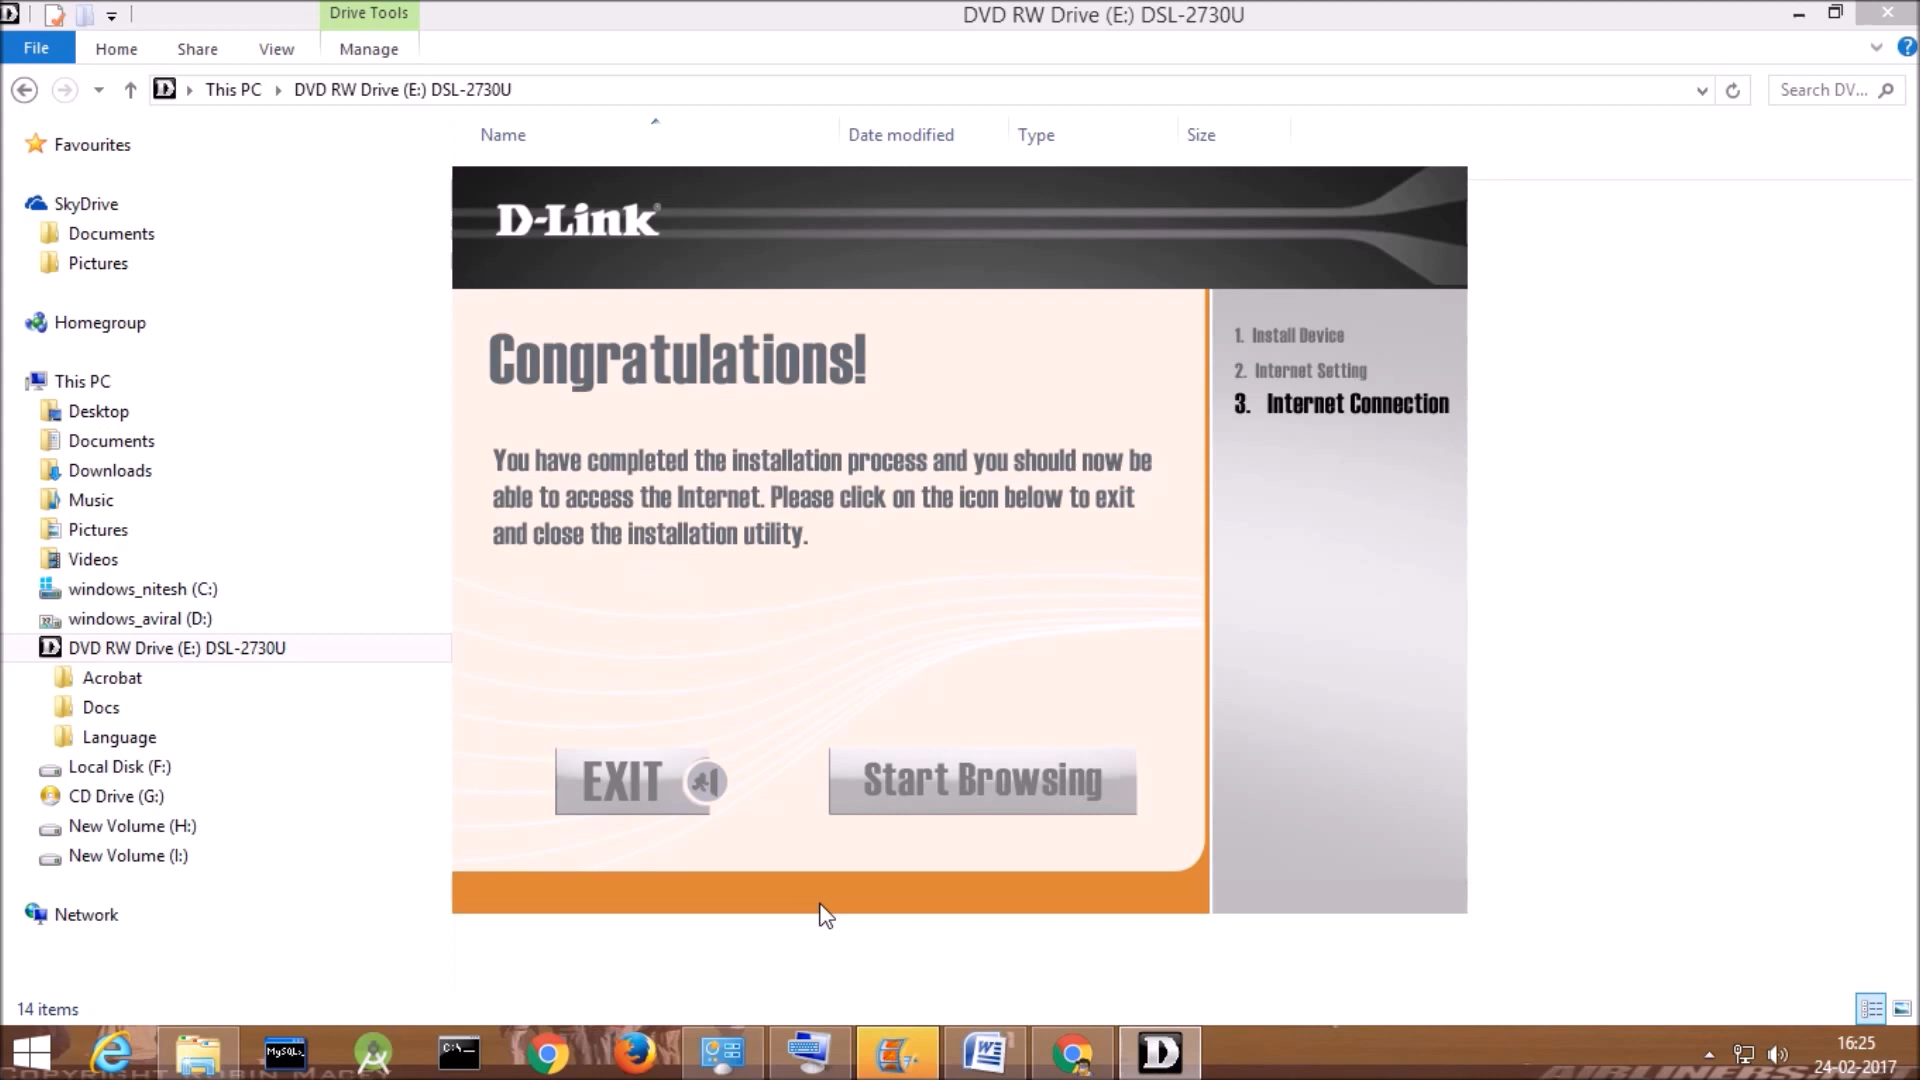 Drive Tools
DVD RW Drive (E:) DSL-2730U
File
Home
Share
View
Manage
This PC
DVD RW Drive (E:) DSL-2730U
Search DV...
Name
Date modified
Type
Size
Favourites
SkyDrive
Documents
Pictures
Homegroup
This PC
Desktop
Documents
Downloads
Music
Pictures
Videos
windows_nitesh (C:)
windows_aviral (D:)
DVD RW Drive (E:) DSL-2730U
Acrobat
Docs
Language
Local Disk (F:)
CD Drive (G:)
New Volume (H:)
New Volume (I:)
Network
D-Link®
Congratulations!
You have completed the installation process and you should now be
able to access the Internet. Please click on the icon below to exit
and close the installation utility.
EXIT
Start Browsing
1. Install Device
2. Internet Setting
3. Internet Connection
14 items
MySQL
C:\
16:25
24-02-2017
COPYRIGHT ROBIN MACEY
AIRLINERS